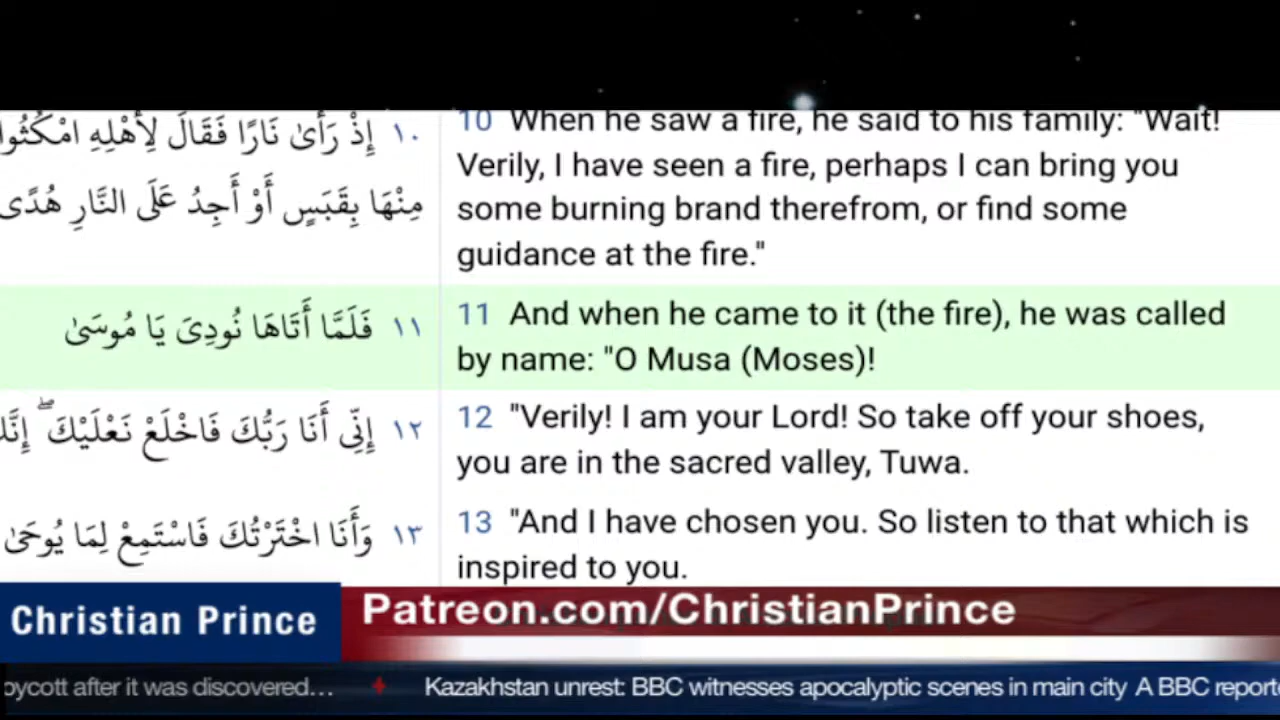 ١٠. إِذْ رَأَىٰ نَارًا فَقَالَ لِأَهْلِهِ امْكُثُوا
مِنْهَا بِقَبَسٍ أَوْ أَجِدُ عَلَى النَّارِ هُدًى
10 When he saw a fire, he said to his family: "Wait!
Verily, I have seen a fire, perhaps I can bring you
some burning brand therefrom, or find some
guidance at the fire."
١١ فَلَمَّا أَتَاهَا نُودِيَ يَا مُوسَىٰ
11 And when he came to it (the fire), he was called
by name: "O Musa (Moses)!
١٢ إِنِّي أَنَا رَبُّكَ فَاخْلَعْ نَعْلَيْكَ ۖ
12 "Verily! I am your Lord! So take off your shoes,
you are in the sacred valley, Tuwa.
١٣ وَأَنَا اخْتَرْتُكَ فَاسْتَمِعْ لِمَا يُوحَىٰ
13 "And I have chosen you. So listen to that which is
inspired to you.
Christian Prince
Patreon.com/ChristianPrince
oycott after it was discovered... Kazakhstan unrest: BBC witnesses apocalyptic scenes in main city A BBC report